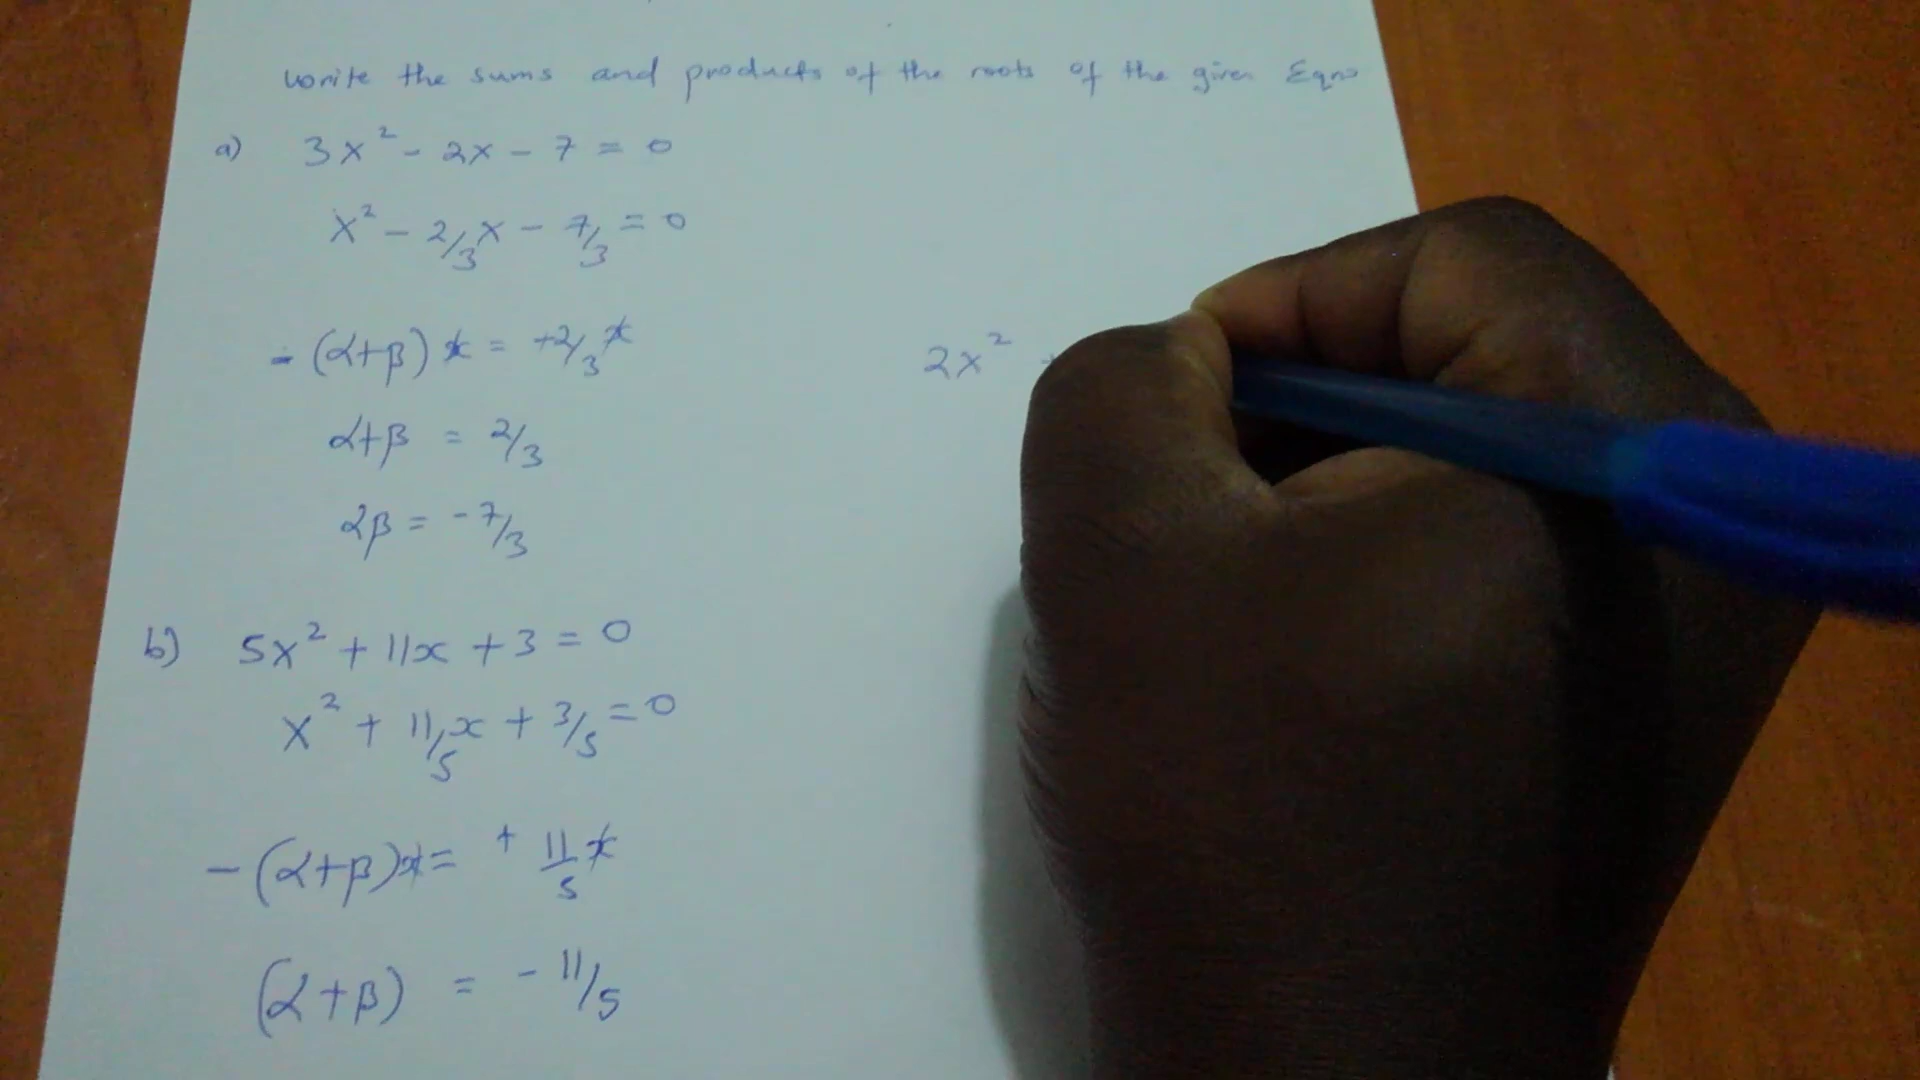 write the sums and products of the roots of the given Eqns
a) 3x² - 2x - 7 = 0
x² - 2/3x - 7/3 = 0
- (α+β) x = +2/3 x
α+β = 2/3
αβ = -7/3
b) 5x² + 11x + 3 = 0
x² + 11/5x + 3/5 = 0
- (α+β)x = + 11/5 x
(α+β) = - 11/5
2x² +